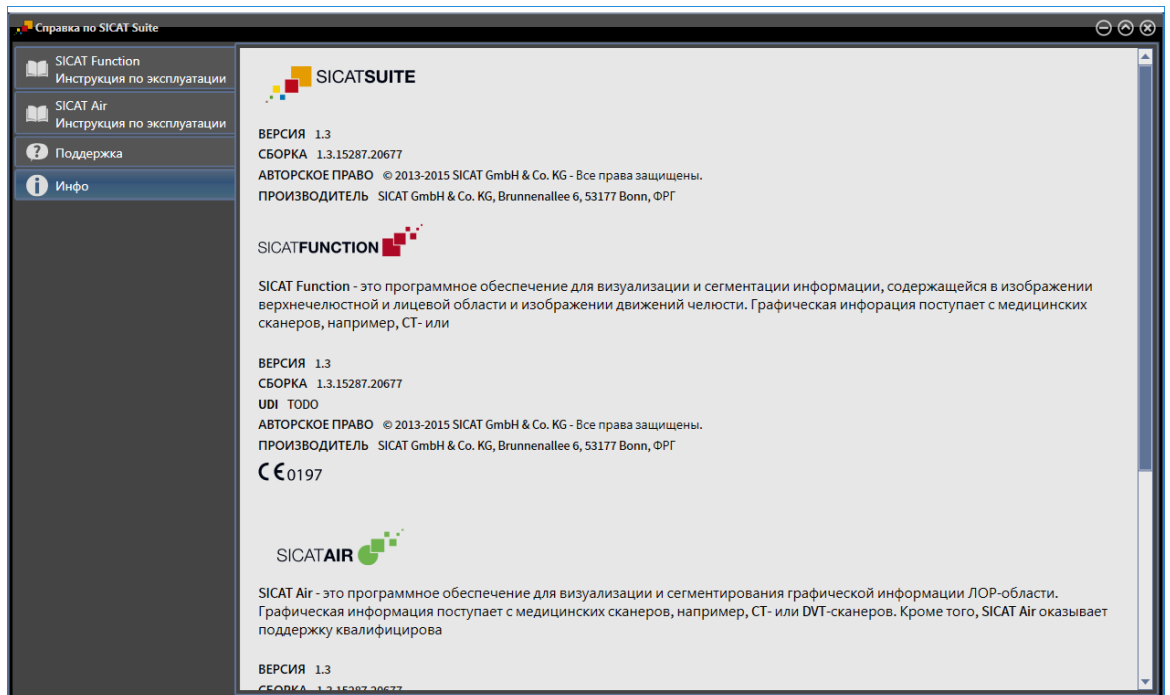 Справка по SICAT Suite
SICAT Function
Инструкция по эксплуатации
SICAT Air
Инструкция по эксплуатации
Поддержка
Инфо
SICATSUITE
ВЕРСИЯ 1.3
СБОРКА 1.3.15287.20677
АВТОРСКОЕ ПРАВО © 2013-2015 SICAT GmbH & Co. KG - Все права защищены.
ПРОИЗВОДИТЕЛЬ SICAT GmbH & Co. KG, Brunnenallee 6, 53177 Bonn, ФРГ
SICATFUNCTION
SICAT Function - это программное обеспечение для визуализации и сегментации информации, содержащейся в изображении
верхнечелюстной и лицевой области и изображении движений челюсти. Графическая инфорация поступает с медицинских
сканеров, например, CT- или
ВЕРСИЯ 1.3
СБОРКА 1.3.15287.20677
UDI TODO
АВТОРСКОЕ ПРАВО © 2013-2015 SICAT GmbH & Co. KG - Все права защищены.
ПРОИЗВОДИТЕЛЬ SICAT GmbH & Co. KG, Brunnenallee 6, 53177 Bonn, ФРГ
CE0197
SICATAIR
SICAT Air - это программное обеспечение для визуализации и сегментирования графической информации ЛОР-области.
Графическая информация поступает с медицинских сканеров, например, CT- или DVT-сканеров. Кроме того, SICAT Air оказывает
поддержку квалифицирова
ВЕРСИЯ 1.3
СБОРКА 1.3.15287.20677